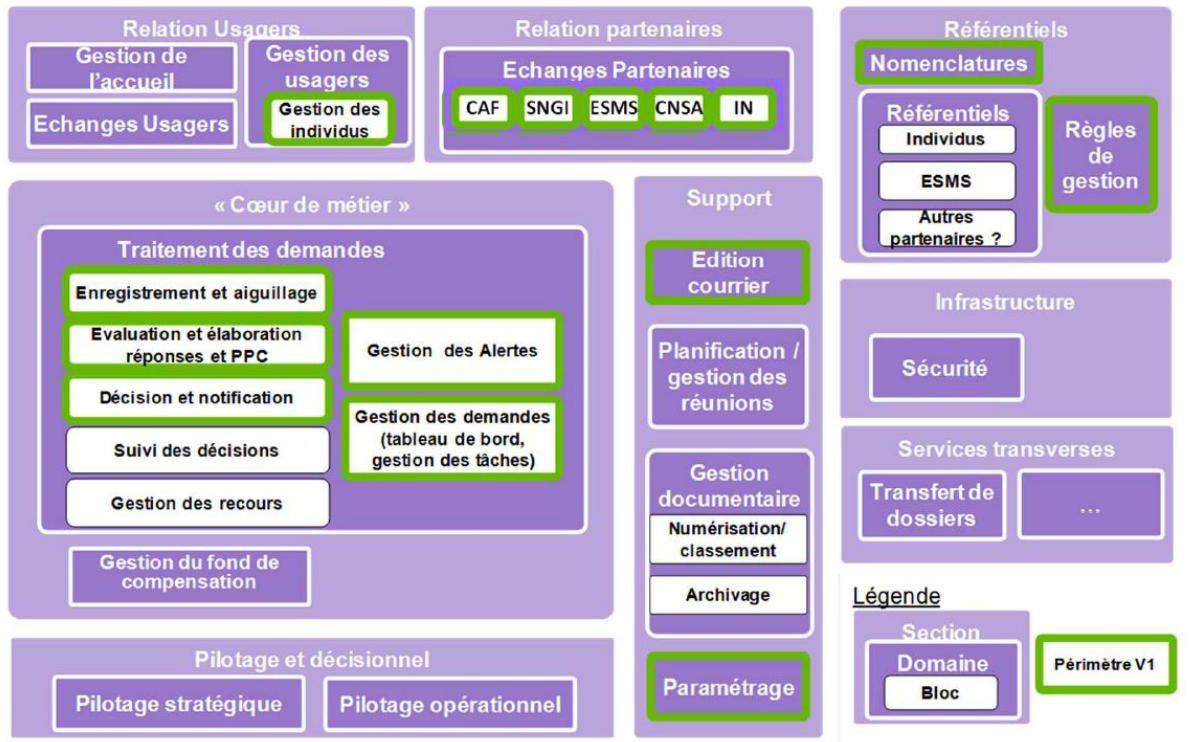 Relation Usagers
Gestion de
l'accueil
Echanges Usagers
Gestion des
usagers
Gestion des
individus
Relation partenaires
Echanges Partenaires
CAF
SNGI
ESMS
CNSA
IN
Référentiels
Nomenclatures
Référentiels
Individus
ESMS
Autres
partenaires ?
Règles
de
gestion
« Cœur de métier »
Traitement des demandes
Enregistrement et aiguillage
Evaluation et élaboration
réponses et PPC
Décision et notification
Suivi des décisions
Gestion des recours
Gestion des Alertes
Gestion des demandes
(tableau de bord,
gestion des tâches)
Gestion du fond de
compensation
Support
Edition
courrier
Planification /
gestion des
réunions
Gestion
documentaire
Numérisation/
classement
Archivage
Paramétrage
Infrastructure
Sécurité
Services transverses
Transfert de
dossiers
...
Pilotage et décisionnel
Pilotage stratégique
Pilotage opérationnel
Légende
Section
Domaine
Bloc
Périmètre V1